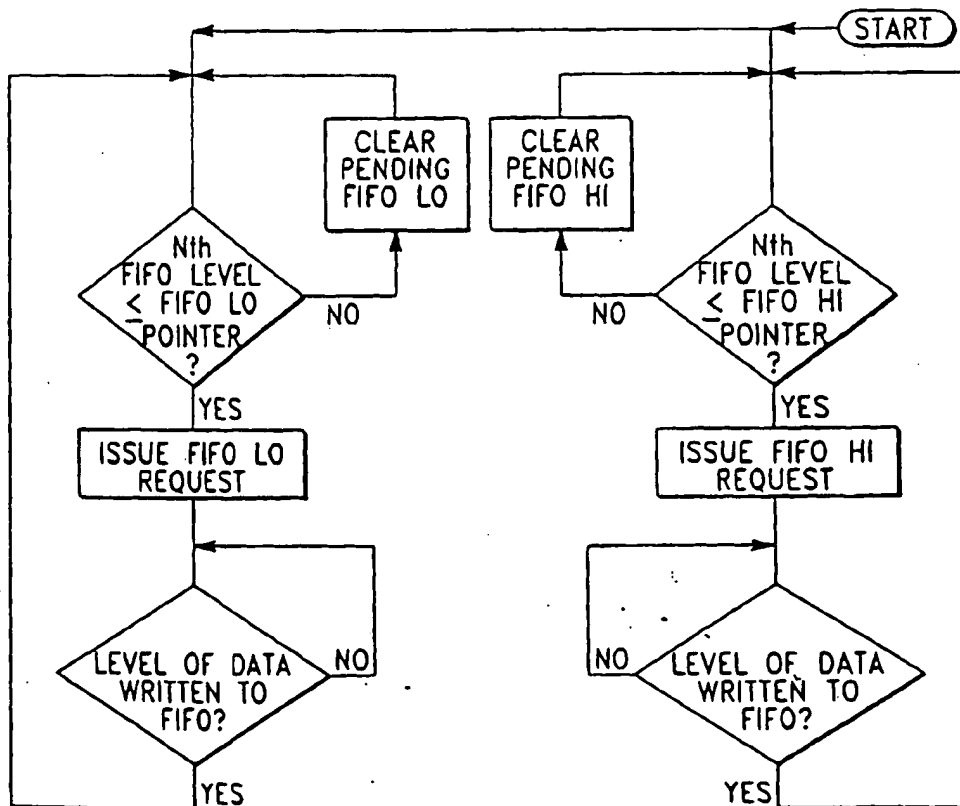 START
CLEAR
PENDING
FIFO LO
CLEAR
PENDING
FIFO HI
Nth
FIFO LEVEL
≤ FIFO LO
POINTER
?
NO
Nth
FIFO LEVEL
≤ FIFO HI
POINTER
?
NO
YES
YES
ISSUE FIFO LO
REQUEST
ISSUE FIFO HI
REQUEST
LEVEL OF DATA
WRITTEN TO
FIFO?
NO
NO
LEVEL OF DATA
WRITTEN TO
FIFO?
YES
YES